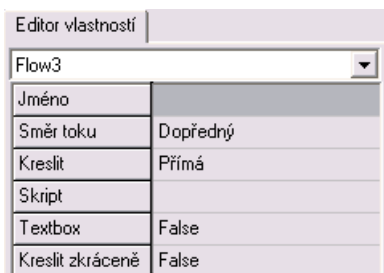 Editor vlastností
Flow3
Jméno
Směr toku Dopředný
Kreslit Přímá
Skript
Textbox False
Kreslit zkráceně False